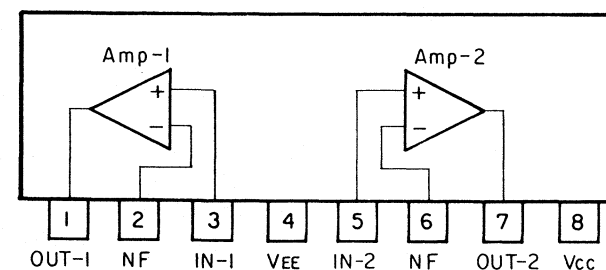 Amp-1 Amp-2
+ +
− −
1 2 3 4 5 6 7 8
OUT-1 NF IN-1 VEE IN-2 NF OUT-2 Vcc